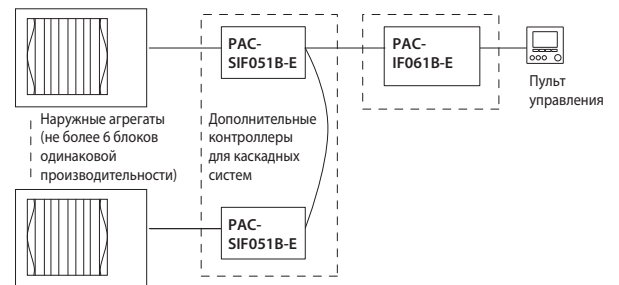 PAC-
SIF051B-E
PAC-
IF061B-E
Пульт
управления
Наружные агрегаты
(не более 6 блоков
одинаковой
производительности)
Дополнительные
контроллеры
для каскадных
систем
PAC-
SIF051B-E